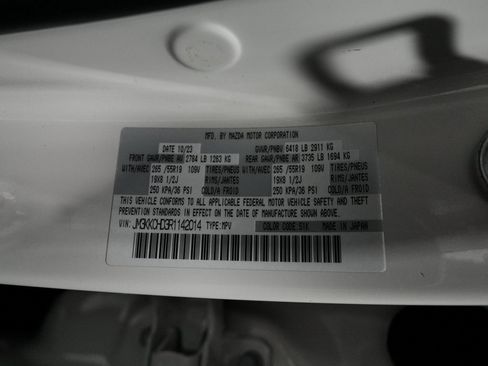 MFD. BY MAZDA MOTOR CORPORATION
DATE 10/23 GVWR/PNBV 6418 LB 2911 KG
FRONT GAWR/PNBE AR 2784 LB 1263 KG REAR GAWR/PNBE AR 3735 LB 1694 KG
WITH/AVEC 265 /55R19 109V TIRES/PNEUS WITH/AVEC 265 /55R19 109V TIRES/PNEUS
19X8 1/2J RIMS/JANTES 19X8 1/2J RIMS/JANTES
250 KPA/36 PSI COLD/A FROID 250 KPA/36 PSI COLD/A FROID
THIS VEHICLE CONFORMS TO ALL APPLICABLE FEDERAL MOTOR VEHICLE SAFETY AND THEFT
PREVENTION STANDARDS IN EFFECT ON THE DATE OF MANUFACTURE SHOWN ABOVE.
VIN: JM3KKCHD3R1142014 TYPE: MPV COLOR CODE: 51K MADE IN JAPAN